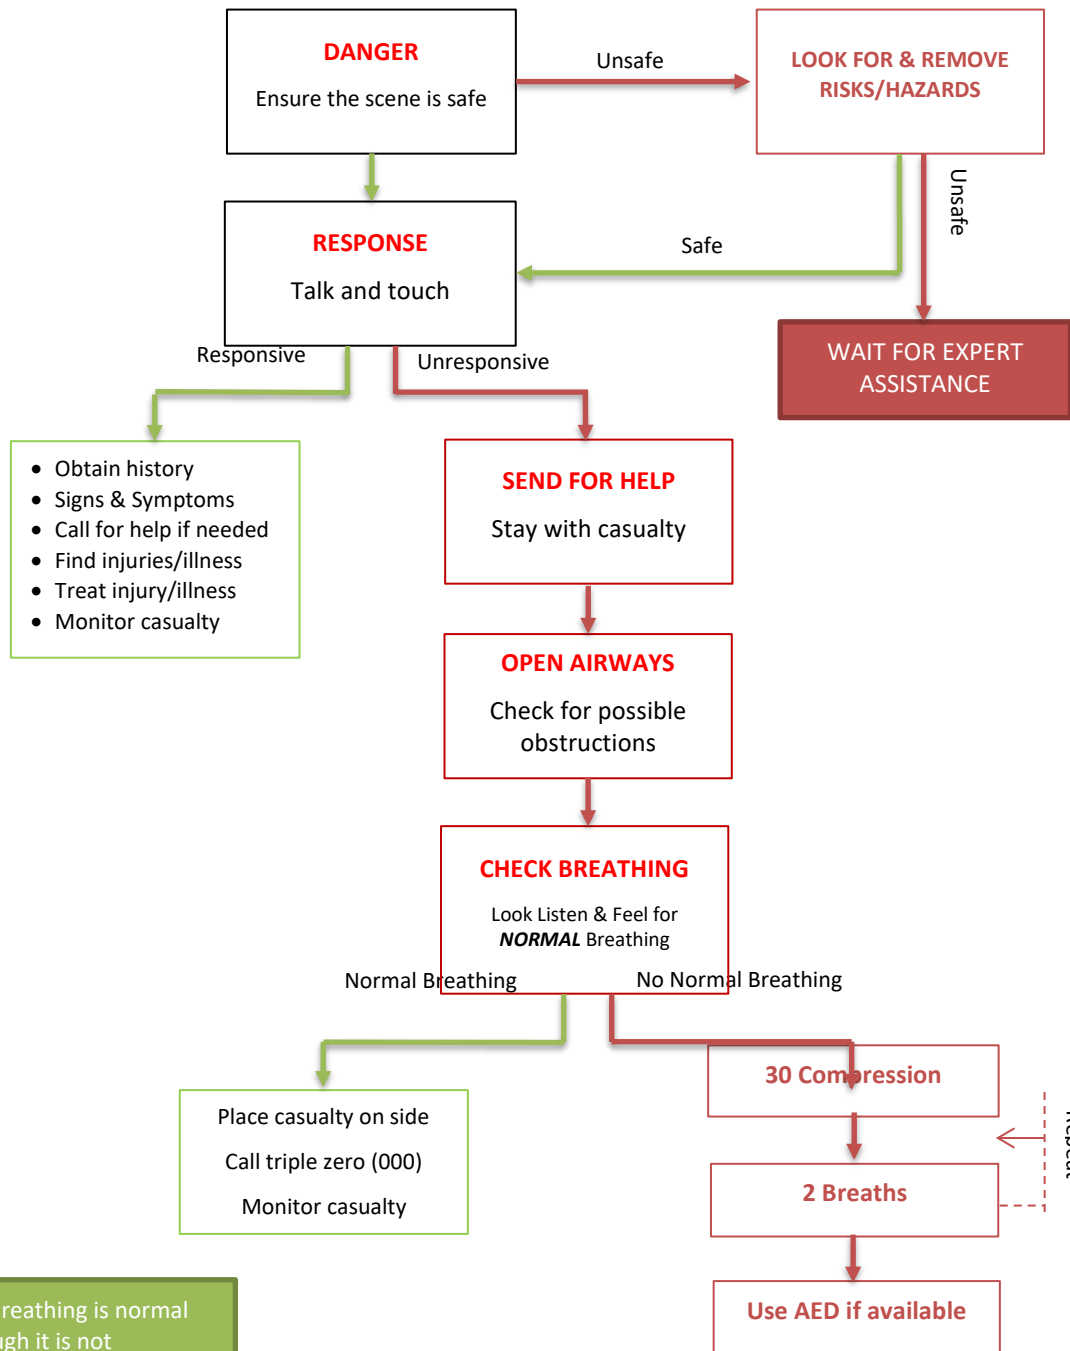 DANGER
Ensure the scene is safe
Unsafe
LOOK FOR & REMOVE
RISKS/HAZARDS
Unsafe
Safe
RESPONSE
Talk and touch
WAIT FOR EXPERT
ASSISTANCE
Responsive
Unresponsive
• Obtain history
• Signs & Symptoms
• Call for help if needed
• Find injuries/illness
• Treat injury/illness
• Monitor casualty
SEND FOR HELP
Stay with casualty
OPEN AIRWAYS
Check for possible
obstructions
CHECK BREATHING
Look Listen & Feel for
NORMAL Breathing
Normal Breathing
No Normal Breathing
Place casualty on side
Call triple zero (000)
Monitor casualty
30 Compression
Repeat
2 Breaths
Use AED if available
reathing is normal
ugh it is not